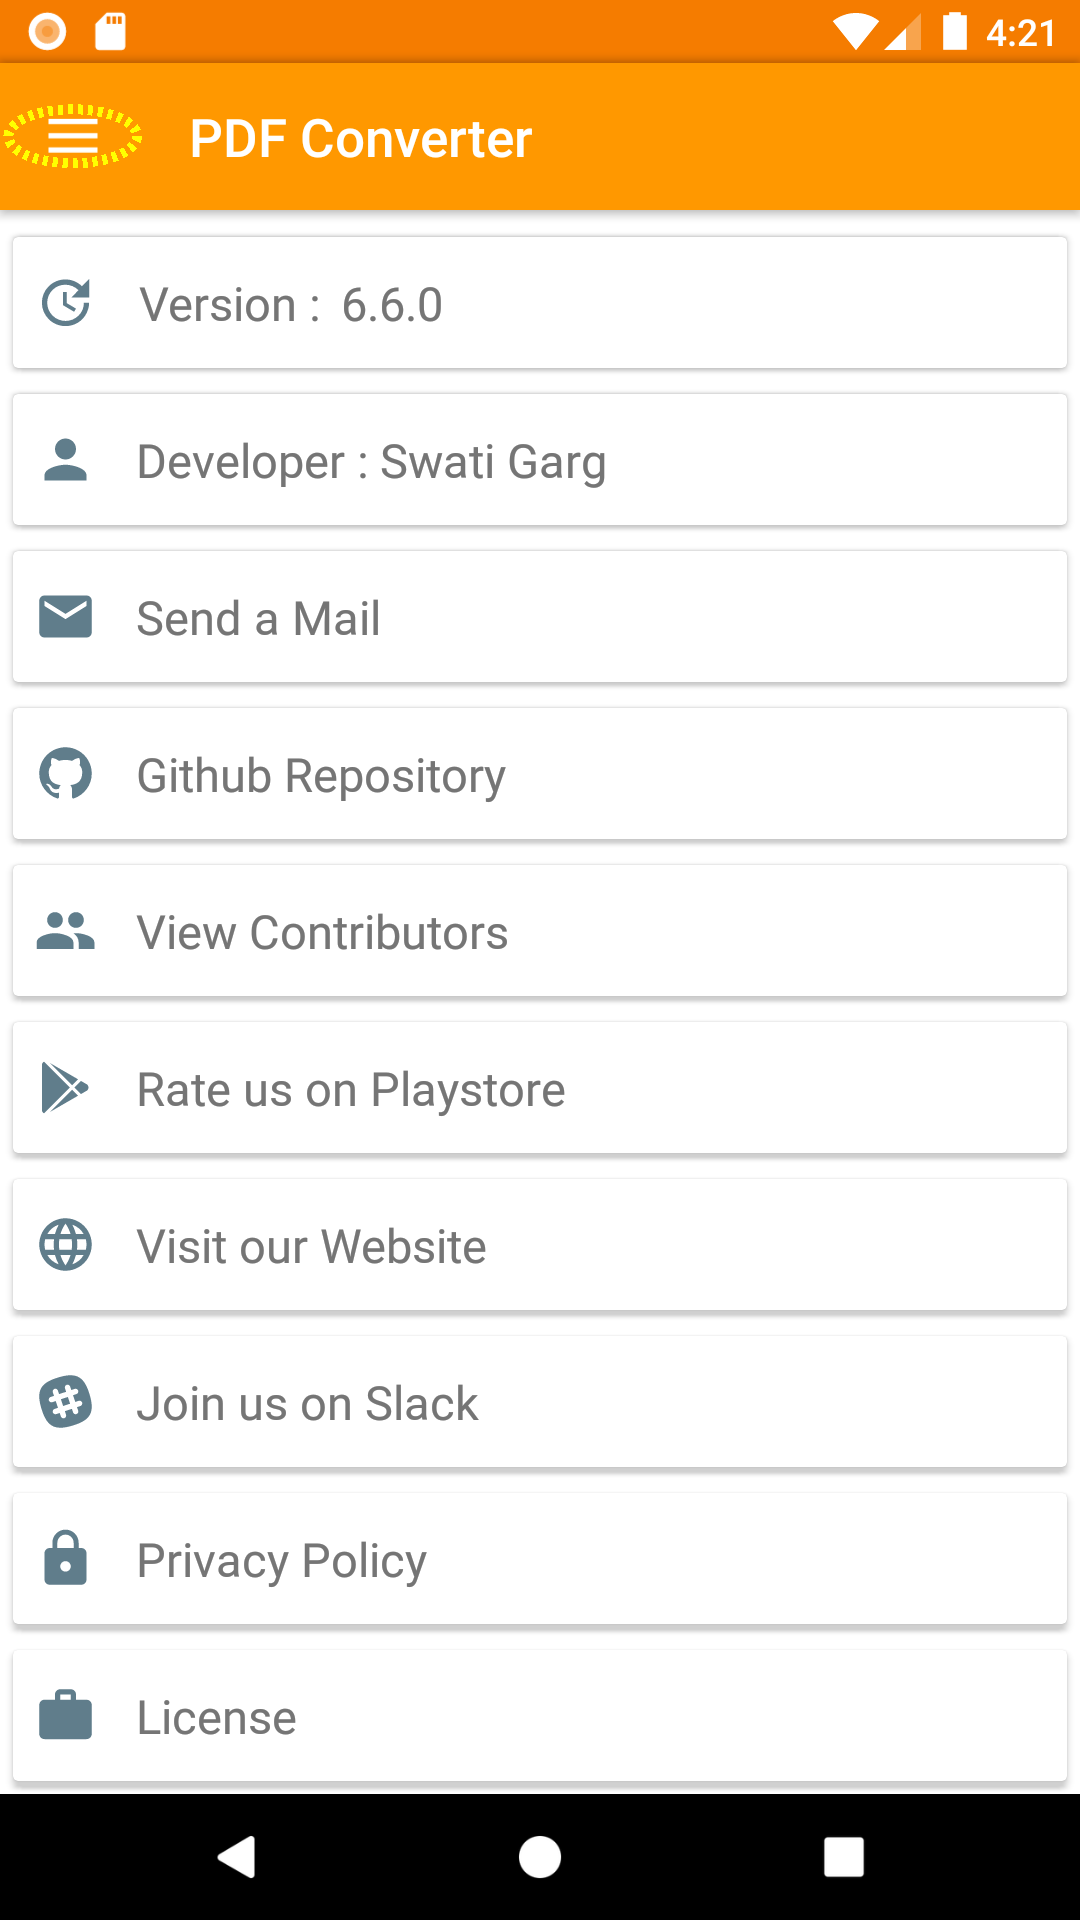 4:21
PDF Converter
Version : 6.6.0
Developer : Swati Garg
Send a Mail
Github Repository
View Contributors
Rate us on Playstore
Visit our Website
Join us on Slack
Privacy Policy
License